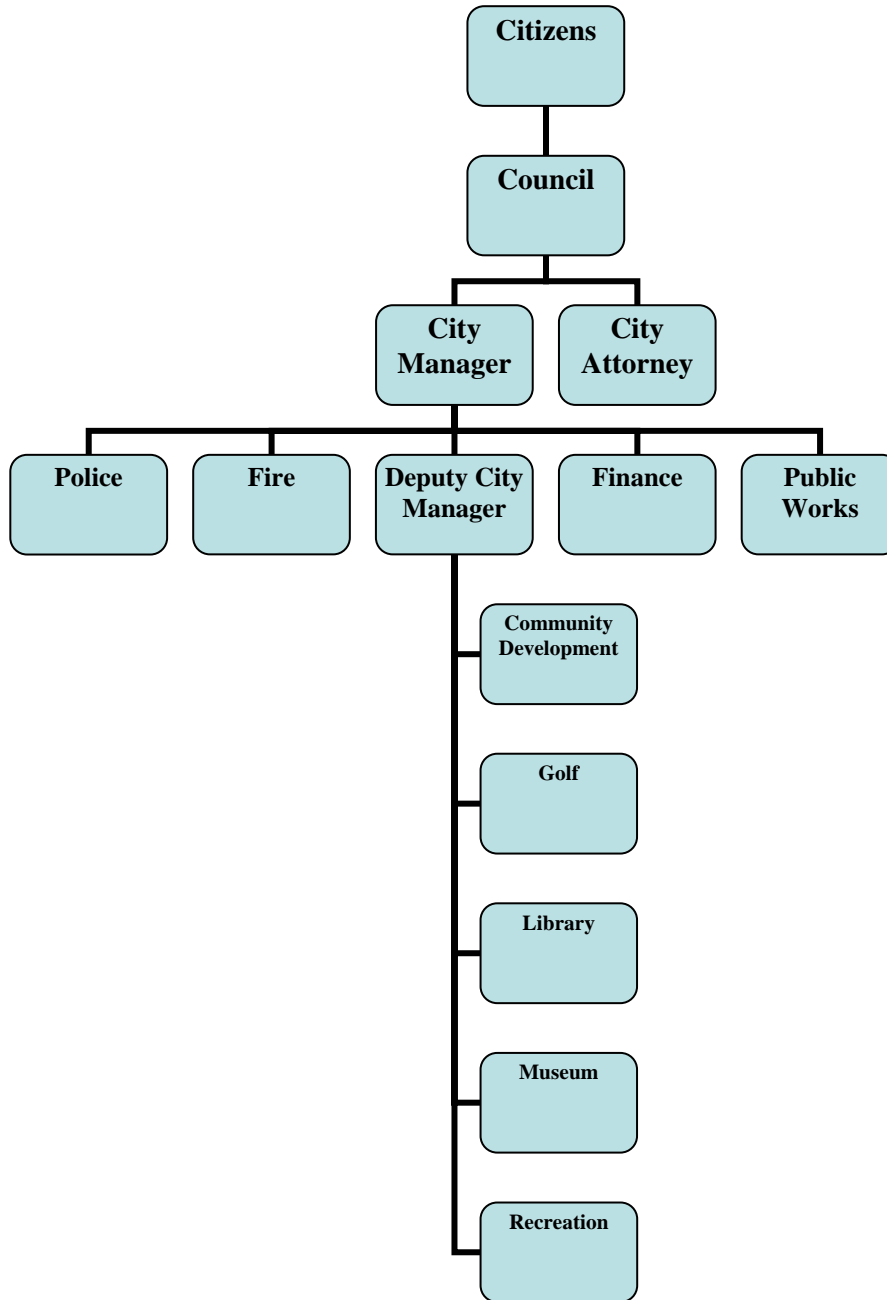 Citizens
Council
City
Manager
City
Attorney
Police
Fire
Deputy City
Manager
Finance
Public
Works
Community
Development
Golf
Library
Museum
Recreation